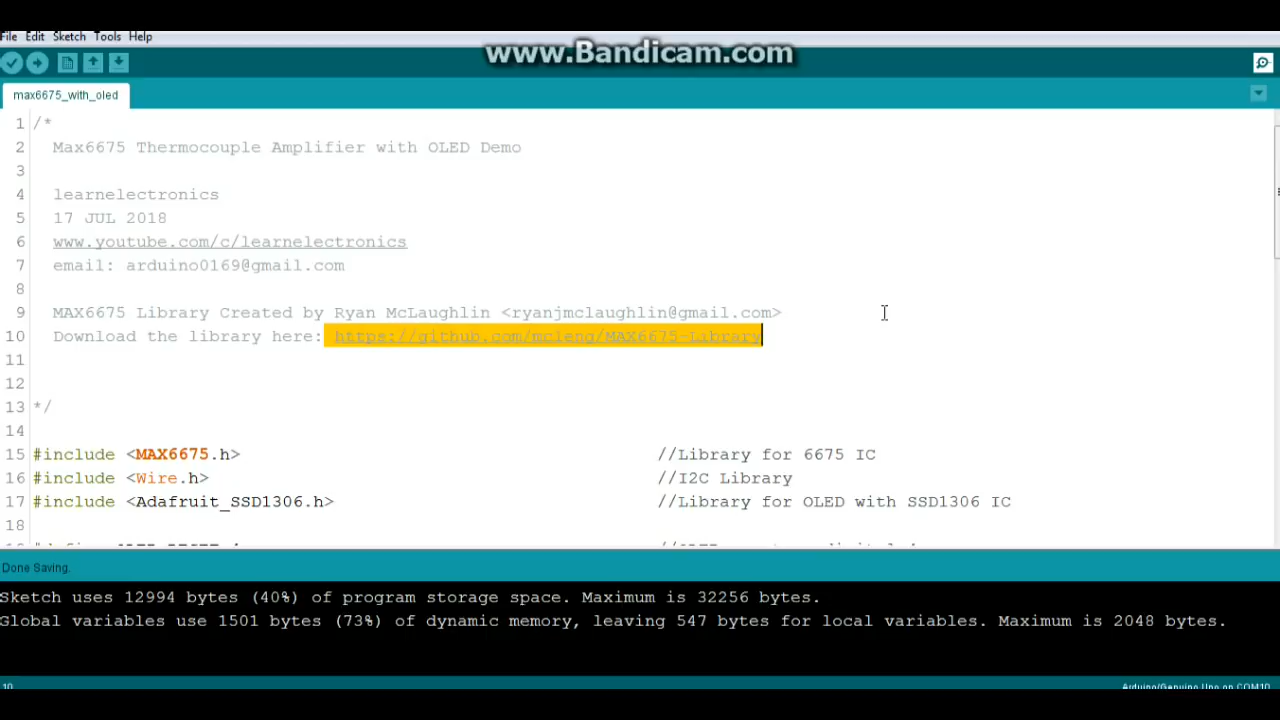 File Edit Sketch Tools Help
www.Bandicam.com
max6675_with_oled
1 /*
2 Max6675 Thermocouple Amplifier with OLED Demo
3
4 learnelectronics
5 17 JUL 2018
6 www.youtube.com/c/learnelectronics
7 email: arduino0169@gmail.com
8
9 MAX6675 Library Created by Ryan McLaughlin <ryanjmclaughlin@gmail.com>
10 Download the library here: https://github.com/mcleng/MAX6675-Library
11
12
13 */
14
15 #include <MAX6675.h> //Library for 6675 IC
16 #include <Wire.h> //I2C Library
17 #include <Adafruit_SSD1306.h> //Library for OLED with SSD1306 IC
18
Done Saving.
Sketch uses 12994 bytes (40%) of program storage space. Maximum is 32256 bytes.
Global variables use 1501 bytes (73%) of dynamic memory, leaving 547 bytes for local variables. Maximum is 2048 bytes.
10 Arduino/Genuino Uno on COM10